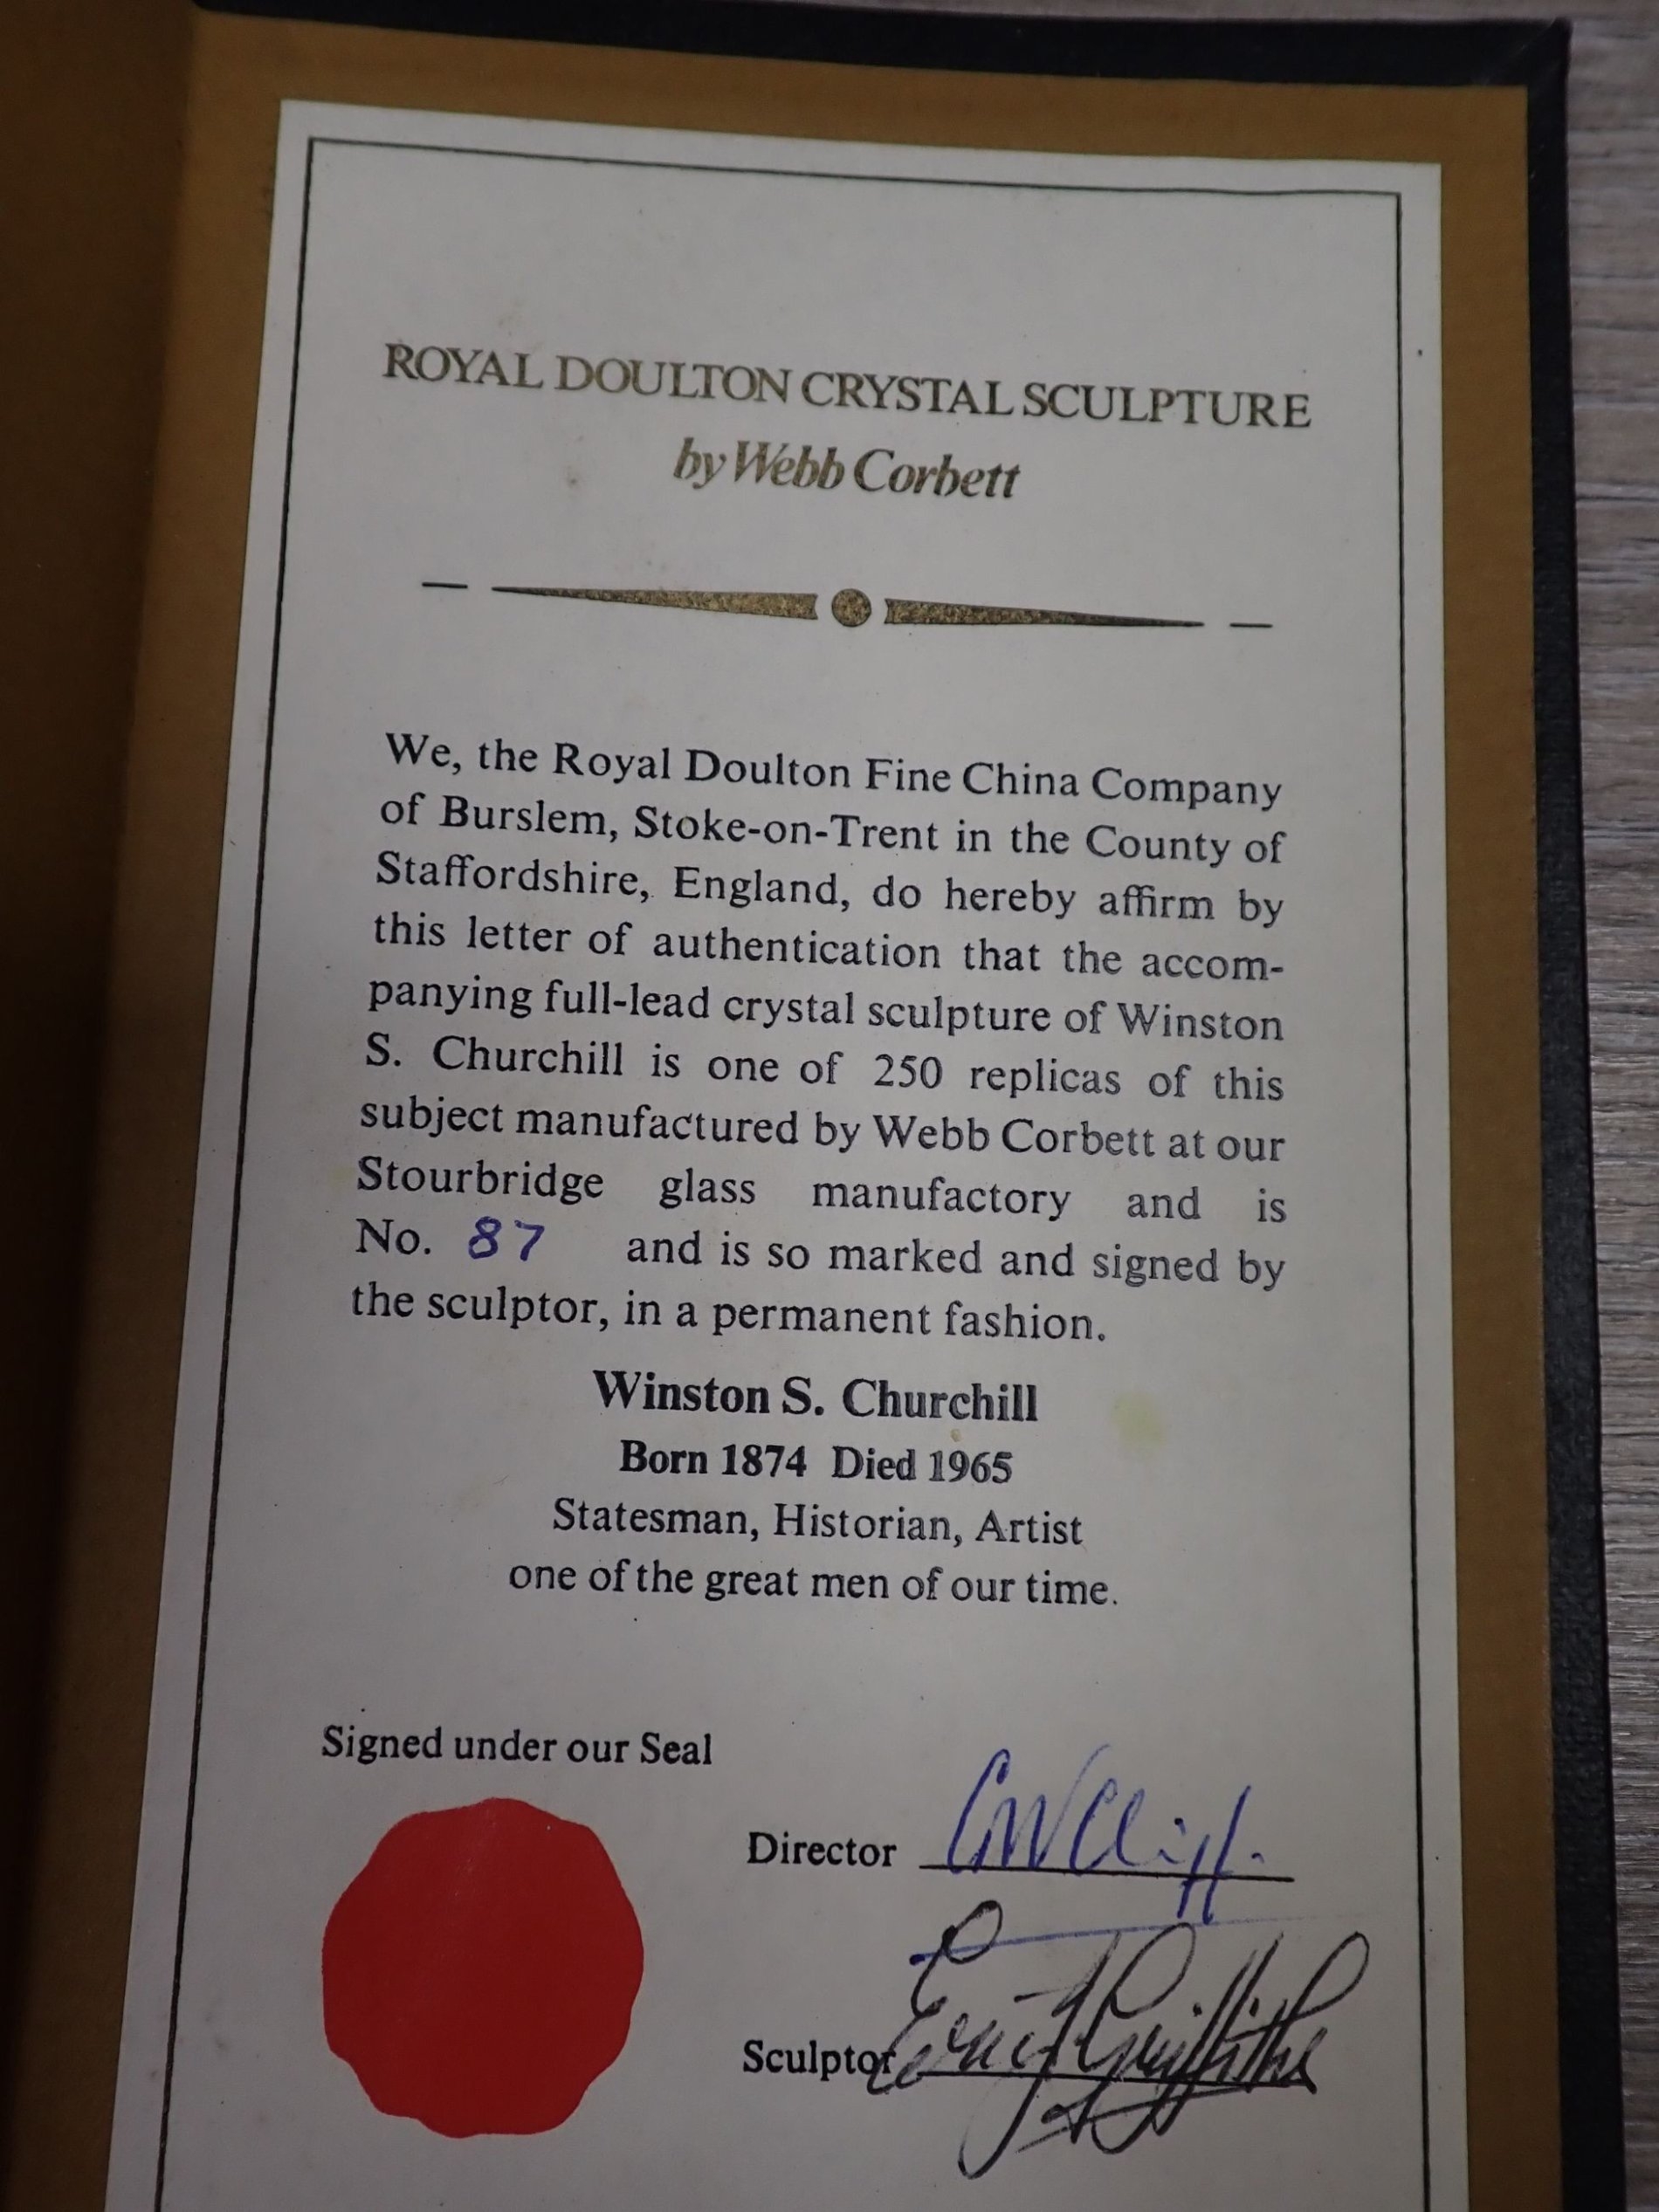 ROYAL DOULTON CRYSTAL SCULPTURE
by Webb Corbett
We, the Royal Doulton Fine China Company
of Burslem, Stoke-on-Trent in the County of
Staffordshire, England, do hereby affirm by
this letter of authentication that the accom-
panying full-lead crystal sculpture of Winston
S. Churchill is one of 250 replicas of this
subject manufactured by Webb Corbett at our
Stourbridge glass manufactory and is
No. 87 and is so marked and signed by
the sculptor, in a permanent fashion.
Winston S. Churchill
Born 1874 Died 1965
Statesman, Historian, Artist
one of the great men of our time.
Signed under our Seal
Director
Sculptor Eric J Griffiths